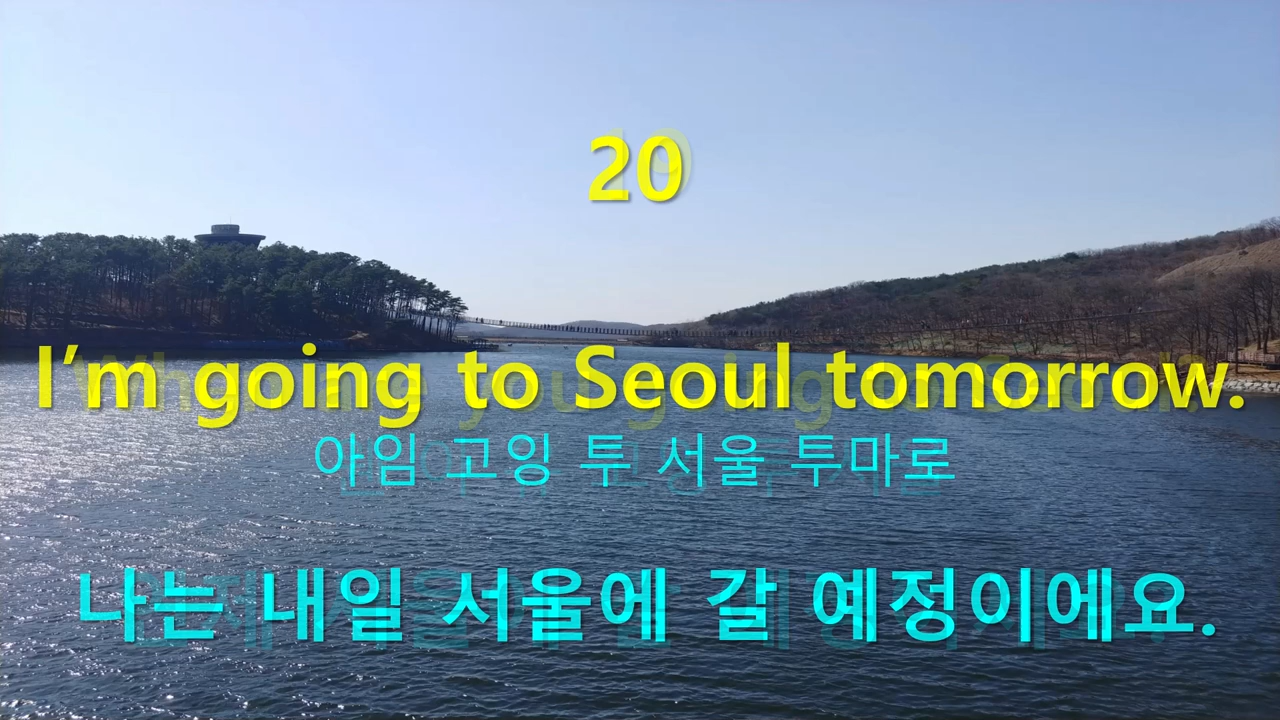 20
I'm going to Seoul tomorrow.
아임 고잉 투 서울 투마로
나는 내일 서울에 갈 예정이에요.